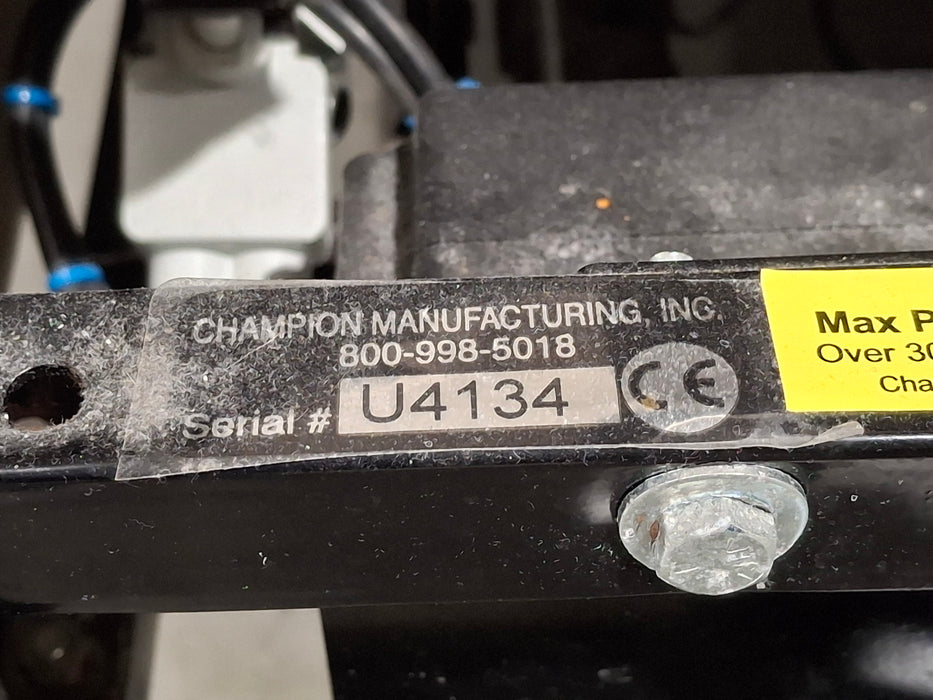 CHAMPION MANUFACTURING, INC.
800-998-5018
Serial # U4134 CE
Max P
Over 30
Cha